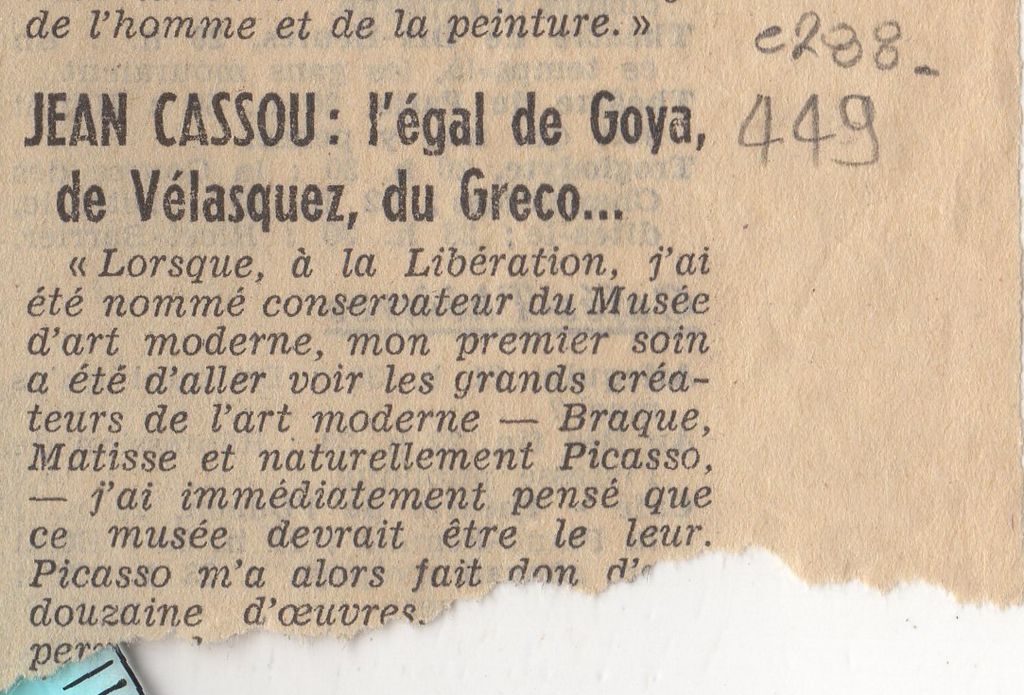 de l'homme et de la peinture. »
JEAN CASSOU : l'égal de Goya,
de Vélasquez, du Greco...
« Lorsque, à la Libération, j'ai
été nommé conservateur du Musée
d'art moderne, mon premier soin
a été d'aller voir les grands créa-
teurs de l'art moderne — Braque,
Matisse et naturellement Picasso,
— j'ai immédiatement pensé que
ce musée devrait être le leur.
Picasso m'a alors fait don
douzaine d'œuvres.
e288-
449